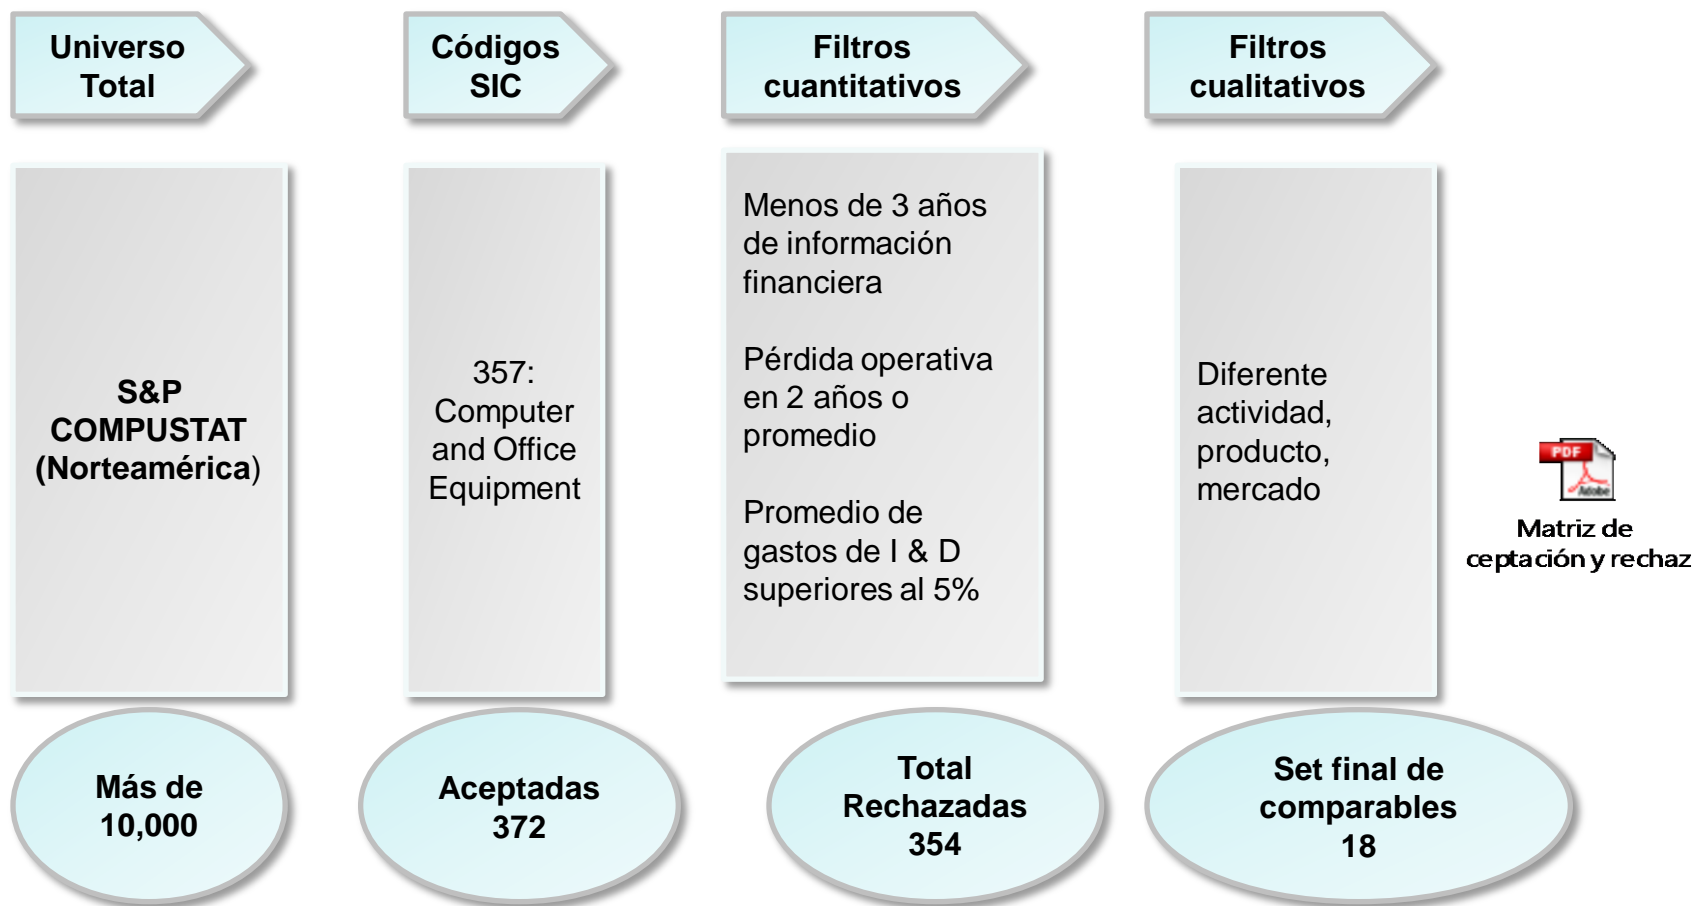 Universo
Total
Códigos
SIC
Filtros
cuantitativos
Filtros
cualitativos
S&P
COMPUSTAT
(Norteamérica)
357:
Computer
and Office
Equipment
Menos de 3 años
de información
financiera
Pérdida operativa
en 2 años o
promedio
Promedio de
gastos de I & D
superiores al 5%
Diferente
actividad,
producto,
mercado
PDF
Adobe
Matriz de
ceptación y rechaz
Más de
10,000
Aceptadas
372
Total
Rechazadas
354
Set final de
comparables
18